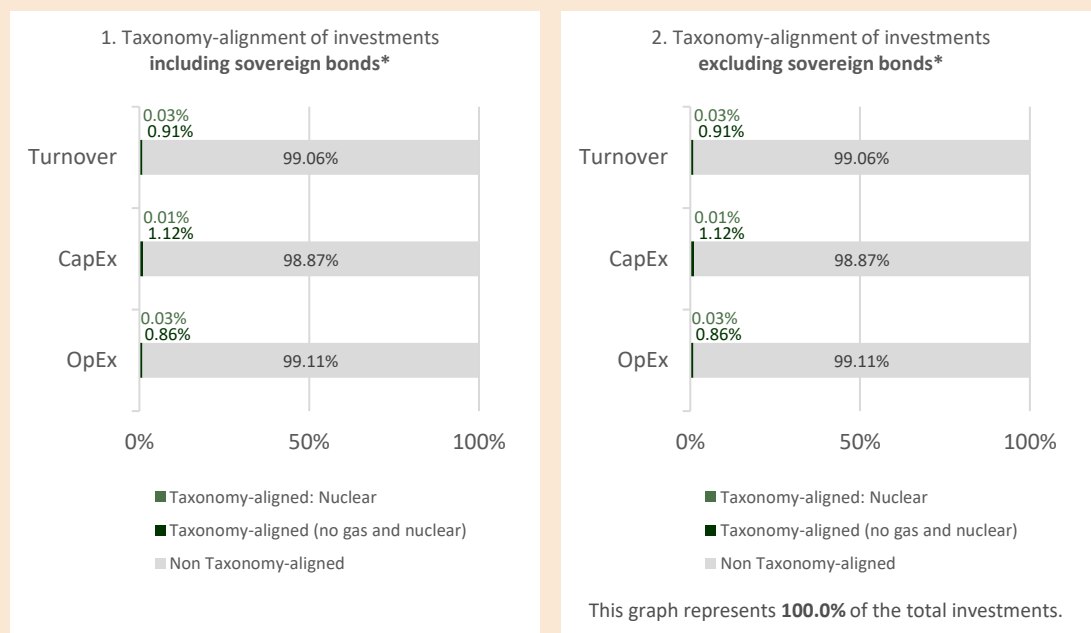 1. Taxonomy-alignment of investments
including sovereign bonds*
0.03%
0.91%
Turnover
99.06%
0.01%
1.12%
CapEx
98.87%
0.03%
0.86%
OpEx
99.11%
0%
50%
100%
Taxonomy-aligned: Nuclear
Taxonomy-aligned (no gas and nuclear)
Non Taxonomy-aligned
2. Taxonomy-alignment of investments
excluding sovereign bonds*
0.03%
0.91%
Turnover
99.06%
0.01%
1.12%
CapEx
98.87%
0.03%
0.86%
OpEx
99.11%
0%
50%
100%
Taxonomy-aligned: Nuclear
Taxonomy-aligned (no gas and nuclear)
Non Taxonomy-aligned
This graph represents 100.0% of the total investments.